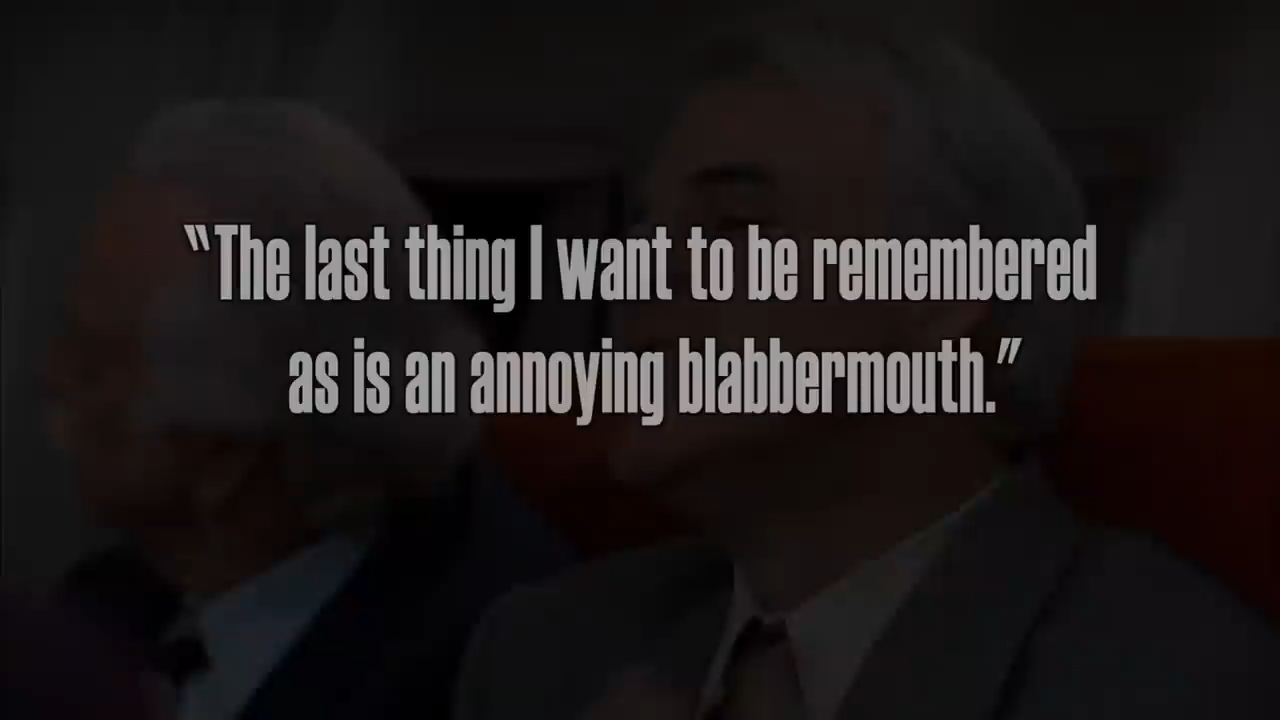 “The last thing I want to be remembered
as is an annoying blabbermouth.”